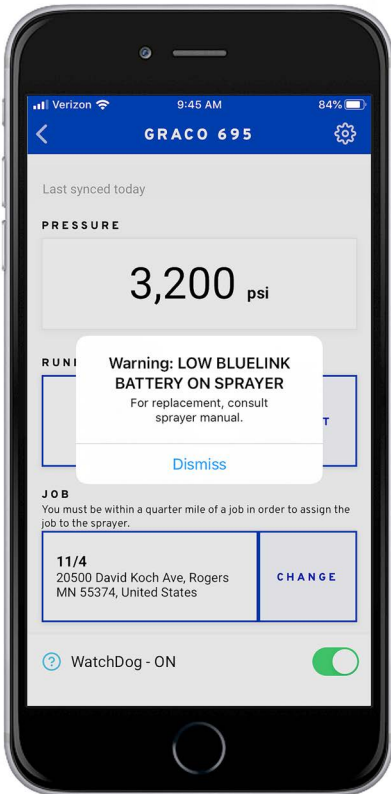 Verizon 9:45 AM 84%
GRACO 695
Last synced today
PRESSURE
3,200 psi
RUN
Warning: LOW BLUELINK
BATTERY ON SPRAYER
For replacement, consult
sprayer manual.
T
Dismiss
JOB
You must be within a quarter mile of a job in order to assign the
job to the sprayer.
11/4
20500 David Koch Ave, Rogers
MN 55374, United States
CHANGE
? WatchDog - ON